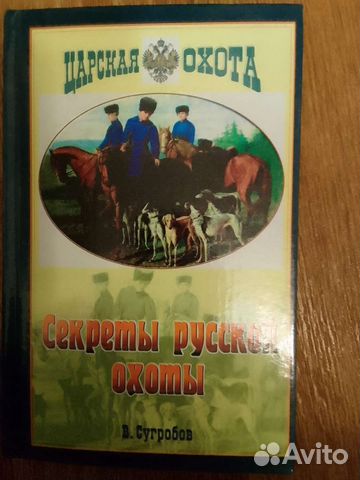 ЦАРСКАЯ ОХОТА
Секреты русской
охоты
В. Сугробов
Avito